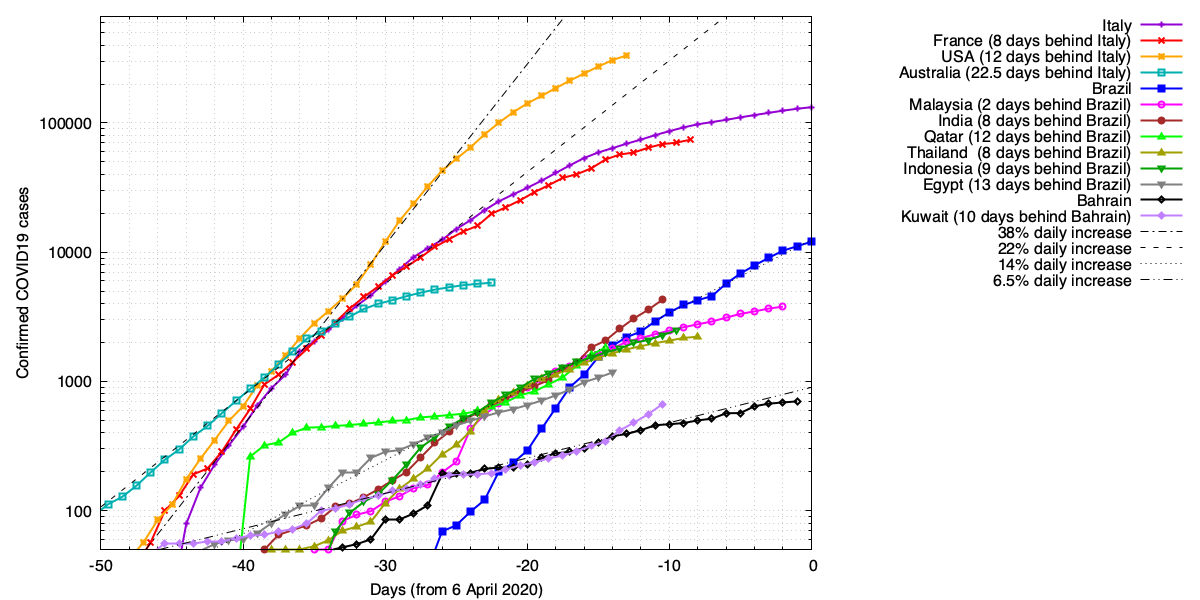 Confirmed COVID19 cases
100000
10000
1000
100
-50
-40
-30
-20
-10
0
Days (from 6 April 2020)
Italy
France (8 days behind Italy)
USA (12 days behind Italy)
Australia (22.5 days behind Italy)
Brazil
Malaysia (2 days behind Brazil)
India (8 days behind Brazil)
Qatar (12 days behind Brazil)
Thailand (8 days behind Brazil)
Indonesia (9 days behind Brazil)
Egypt (13 days behind Brazil)
Bahrain
Kuwait (10 days behind Bahrain)
38% daily increase
22% daily increase
14% daily increase
6.5% daily increase